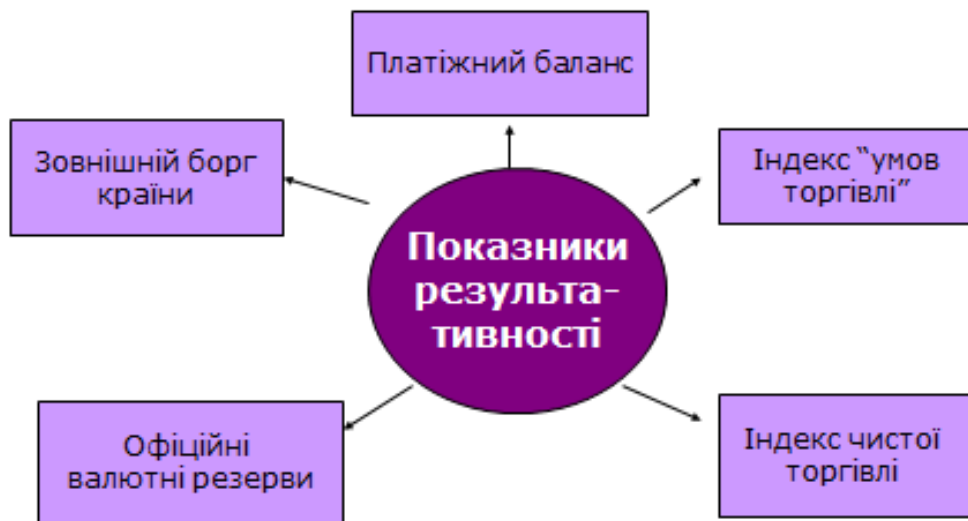 Платіжний баланс
Зовнішній борг
країни
Індекс “умов
торгівлі”
Показники
результа-
тивності
Офіційні
валютні резерви
Індекс чистої
торгівлі